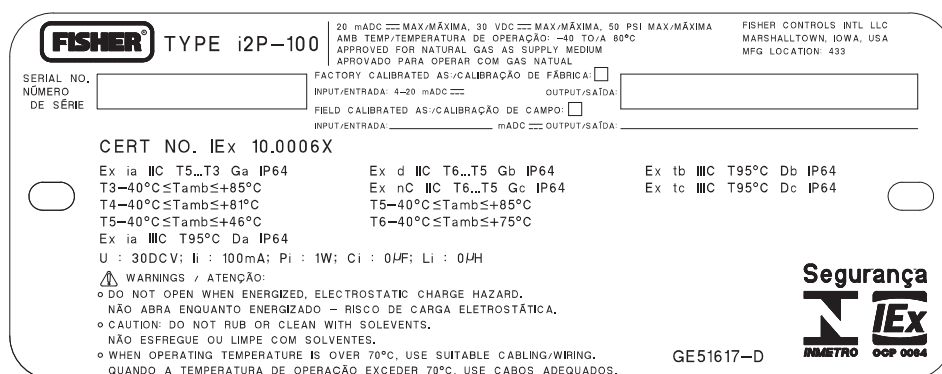 FISHER® TYPE i2P-100
20 mADC ⎓ MAX/MÁXIMA, 30 VDC ⎓ MAX/MÁXIMA, 50 PSI MAX/MÁXIMA
AMB TEMP/TEMPERATURA DE OPERAÇÃO: -40 TO/A 80°C
APPROVED FOR NATURAL GAS AS SUPPLY MEDIUM
APROVADO PARA OPERAR COM GAS NATUAL
FISHER CONTROLS INTL LLC
MARSHALLTOWN, IOWA, USA
MFG LOCATION: 433
SERIAL NO.
NÚMERO
DE SÉRIE
FACTORY CALIBRATED AS:/CALIBRAÇÃO DE FÁBRICA:
INPUT/ENTRADA: 4-20 mADC ⎓ OUTPUT/SAÍDA:
FIELD CALIBRATED AS:/CALIBRAÇÃO DE CAMPO:
INPUT/ENTRADA: mADC ⎓ OUTPUT/SAÍDA:
CERT NO. IEx 10.0006X
Ex ia IIC T5...T3 Ga IP64
T3-40°C≤Tamb≤+85°C
T4-40°C≤Tamb≤+81°C
T5-40°C≤Tamb≤+46°C
Ex ia IIIC T95°C Da IP64
Ex d IIC T6...T5 Gb IP64
Ex nC IIC T6...T5 Gc IP64
T5-40°C≤Tamb≤+85°C
T6-40°C≤Tamb≤+75°C
Ex tb IIIC T95°C Db IP64
Ex tc IIIC T95°C Dc IP64
U : 30DCV; Ii : 100mA; Pi : 1W; Ci : 0µF; Li : 0µH
WARNINGS / ATENÇÃO:
o DO NOT OPEN WHEN ENERGIZED, ELECTROSTATIC CHARGE HAZARD.
NÃO ABRA ENQUANTO ENERGIZADO – RISCO DE CARGA ELETROSTÁTICA.
o CAUTION: DO NOT RUB OR CLEAN WITH SOLEVENTS.
NÃO ESFREGUE OU LIMPE COM SOLVENTES.
o WHEN OPERATING TEMPERATURE IS OVER 70°C, USE SUITABLE CABLING/WIRING.
QUANDO A TEMPERATURA DE OPERAÇÃO EXCEDER 70°C, USE CABOS ADEQUADOS.
GE51617-D
Segurança
IEx
INMETRO OCP 0064